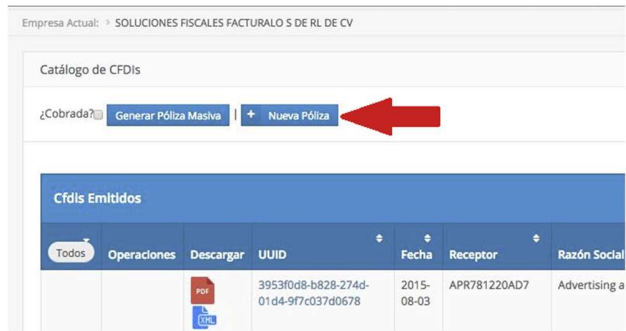 Empresa Actual: > SOLUCIONES FISCALES FACTURALO S DE RL DE CV
Catálogo de CFDIs
¿Cobrada? Generar Póliza Masiva | + Nueva Póliza
Cfdis Emitidos
Todos Operaciones Descargar UUID Fecha Receptor Razón Social
PDF XML 3953f0d8-b828-274d- 2015- APR781220AD7 Advertising a
01d4-9f7c037d0678 08-03